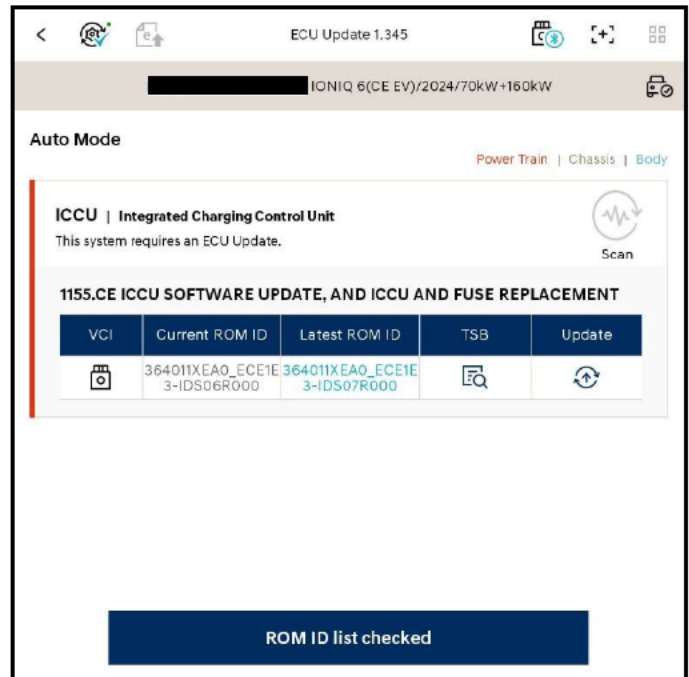 ECU Update 1.345
IONIQ 6(CE EV)/2024/70kW+160kW
Auto Mode
Power Train | Chassis | Body
ICCU | Integrated Charging Control Unit
This system requires an ECU Update.
Scan
1155.CE ICCU SOFTWARE UPDATE, AND ICCU AND FUSE REPLACEMENT
VCI Current ROM ID Latest ROM ID TSB Update
364011XEA0_ECE1E 364011XEA0_ECE1E
3-IDS06R000 3-IDS07R000
ROM ID list checked